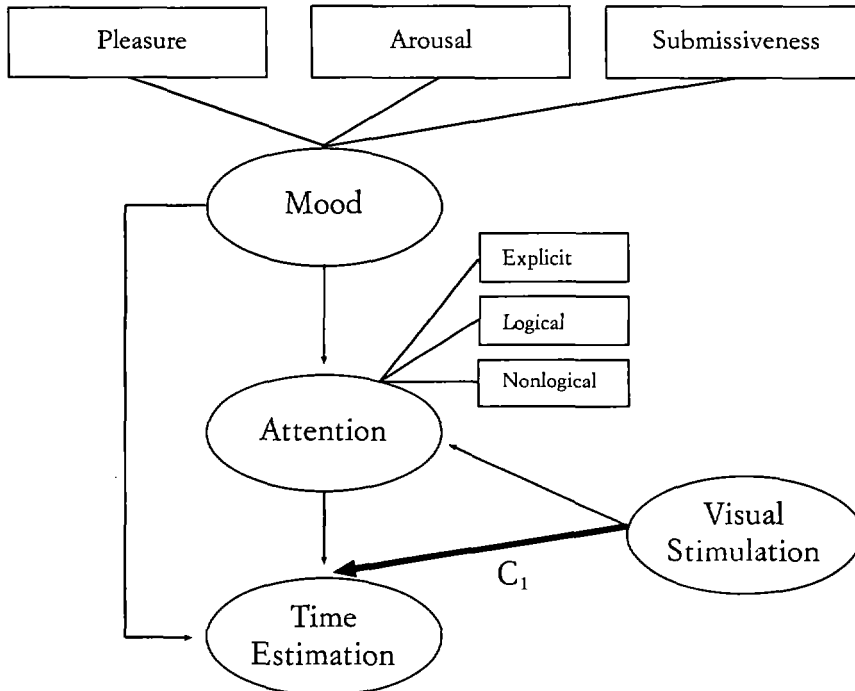 Pleasure
Arousal
Submissiveness
Mood
Explicit
Logical
Nonlogical
Attention
Visual
Stimulation
C₁
Time
Estimation